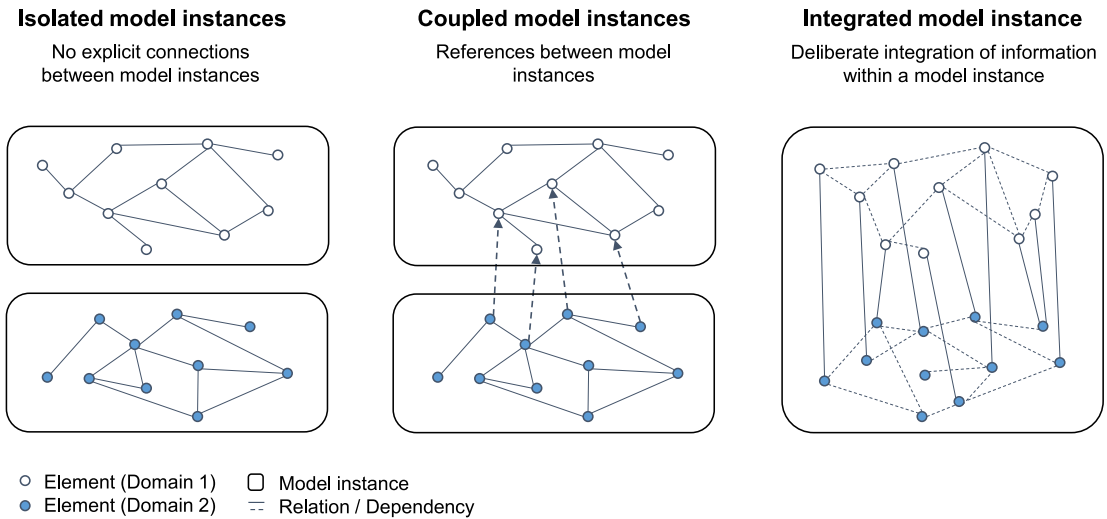 Isolated model instances
No explicit connections
between model instances
Coupled model instances
References between model
instances
Integrated model instance
Deliberate integration of information
within a model instance
Element (Domain 1)
Element (Domain 2)
Model instance
Relation / Dependency